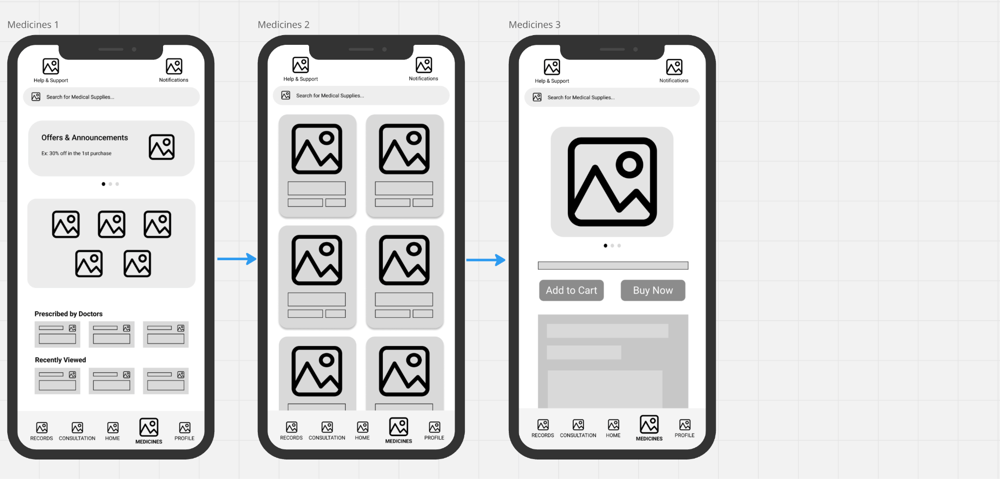 Medicines 1
Help & Support
Notifications
Search for Medical Supplies...
Offers & Announcements
Ex: 30% off in the 1st purchase
Prescribed by Doctors
Recently Viewed
RECORDS
CONSULTATION
HOME
MEDICINES
PROFILE
Medicines 2
Help & Support
Notifications
Search for Medical Supplies...
RECORDS
CONSULTATION
HOME
MEDICINES
PROFILE
Medicines 3
Help & Support
Notifications
Search for Medical Supplies...
Add to Cart
Buy Now
RECORDS
CONSULTATION
HOME
MEDICINES
PROFILE